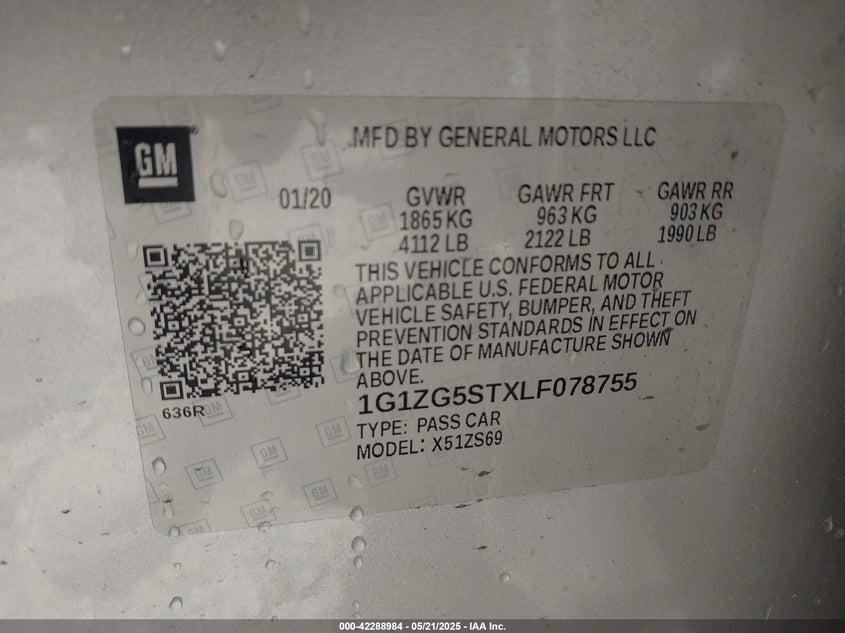 GM
MFD BY GENERAL MOTORS LLC
01/20
GVWR GAWR FRT GAWR RR
1865 KG 963 KG 903 KG
4112 LB 2122 LB 1990 LB
THIS VEHICLE CONFORMS TO ALL
APPLICABLE U.S. FEDERAL MOTOR
VEHICLE SAFETY, BUMPER, AND THEFT
PREVENTION STANDARDS IN EFFECT ON
THE DATE OF MANUFACTURE SHOWN
ABOVE.
636R
1G1ZG5STXLF078755
TYPE: PASS CAR
MODEL: X51ZS69
000-42288984 - 05/21/2025 - IAA Inc.